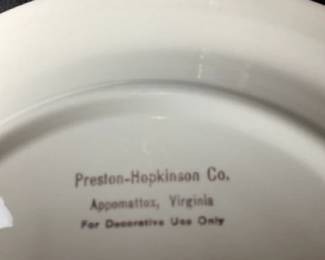 Preston-Hopkinson Co.
Appomattox, Virginia
For Decorative Use Only